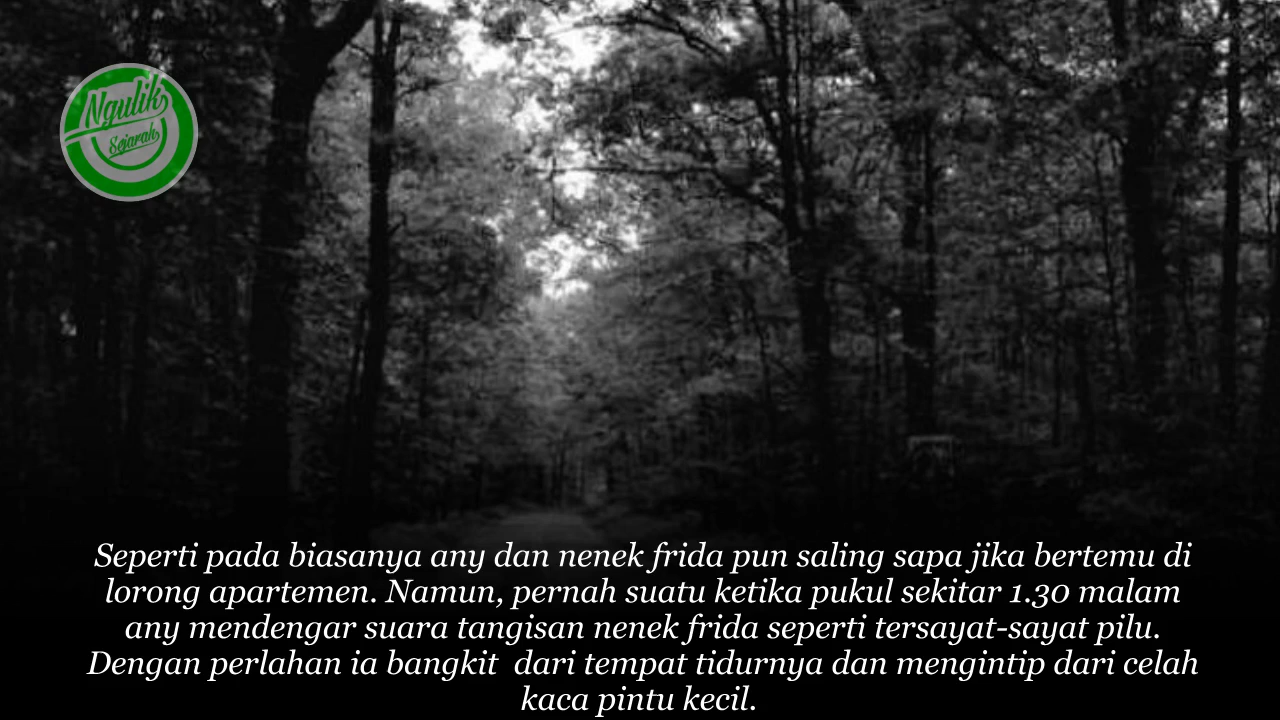 Ngulik
Sejarah
Seperti pada biasanya any dan nenek frida pun saling sapa jika bertemu di
lorong apartemen. Namun, pernah suatu ketika pukul sekitar 1.30 malam
any mendengar suara tangisan nenek frida seperti tersayat-sayat pilu.
Dengan perlahan ia bangkit  dari tempat tidurnya dan mengintip dari celah
kaca pintu kecil.